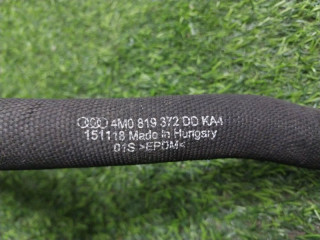 4M0 819 372 DD KA4
151118 Made in Hungary
01S >EPDM<